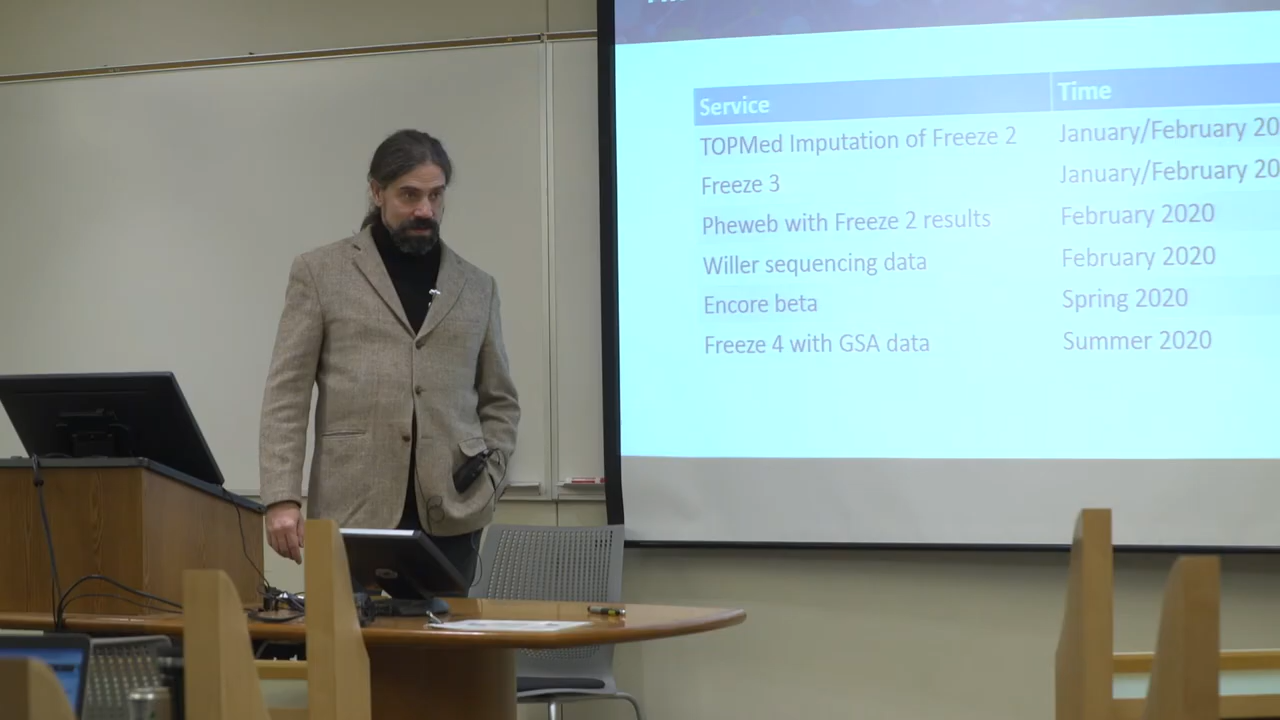 Service Time
TOPMed Imputation of Freeze 2 January/February 20
Freeze 3 January/February 20
Pheweb with Freeze 2 results February 2020
Willer sequencing data February 2020
Encore beta Spring 2020
Freeze 4 with GSA data Summer 2020